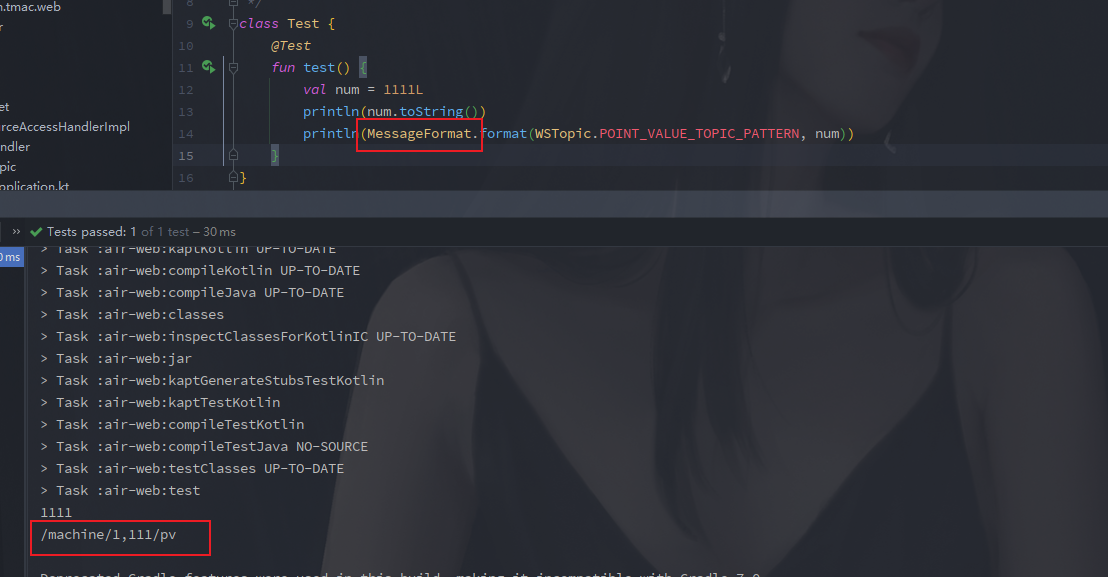 n.tmac.web
8 */
r
9 class Test {
10 @Test
11 fun test() {
12 val num = 1111L
et
13 println(num.toString())
urceAccessHandlerImpl
14 println(MessageFormat.format(WSTopic.POINT_VALUE_TOPIC_PATTERN, num))
andler
15 }
pic
16 }
application.kt
» Tests passed: 1 of 1 test – 30 ms
0 ms
> Task :air-web:kaptKotlin UP-TO-DATE
> Task :air-web:compileKotlin UP-TO-DATE
> Task :air-web:compileJava UP-TO-DATE
> Task :air-web:classes
> Task :air-web:inspectClassesForKotlinIC UP-TO-DATE
> Task :air-web:jar
> Task :air-web:kaptGenerateStubsTestKotlin
> Task :air-web:kaptTestKotlin
> Task :air-web:compileTestKotlin
> Task :air-web:compileTestJava NO-SOURCE
> Task :air-web:testClasses UP-TO-DATE
> Task :air-web:test
1111
/machine/1,111/pv
Deprecated Gradle features were used in this build, making it incompatible with Gradle 7.0